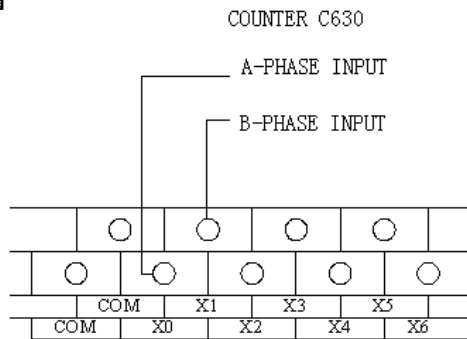 COUNTER C630
A-PHASE INPUT
B-PHASE INPUT
COM X1 X3 X5
COM X0 X2 X4 X6